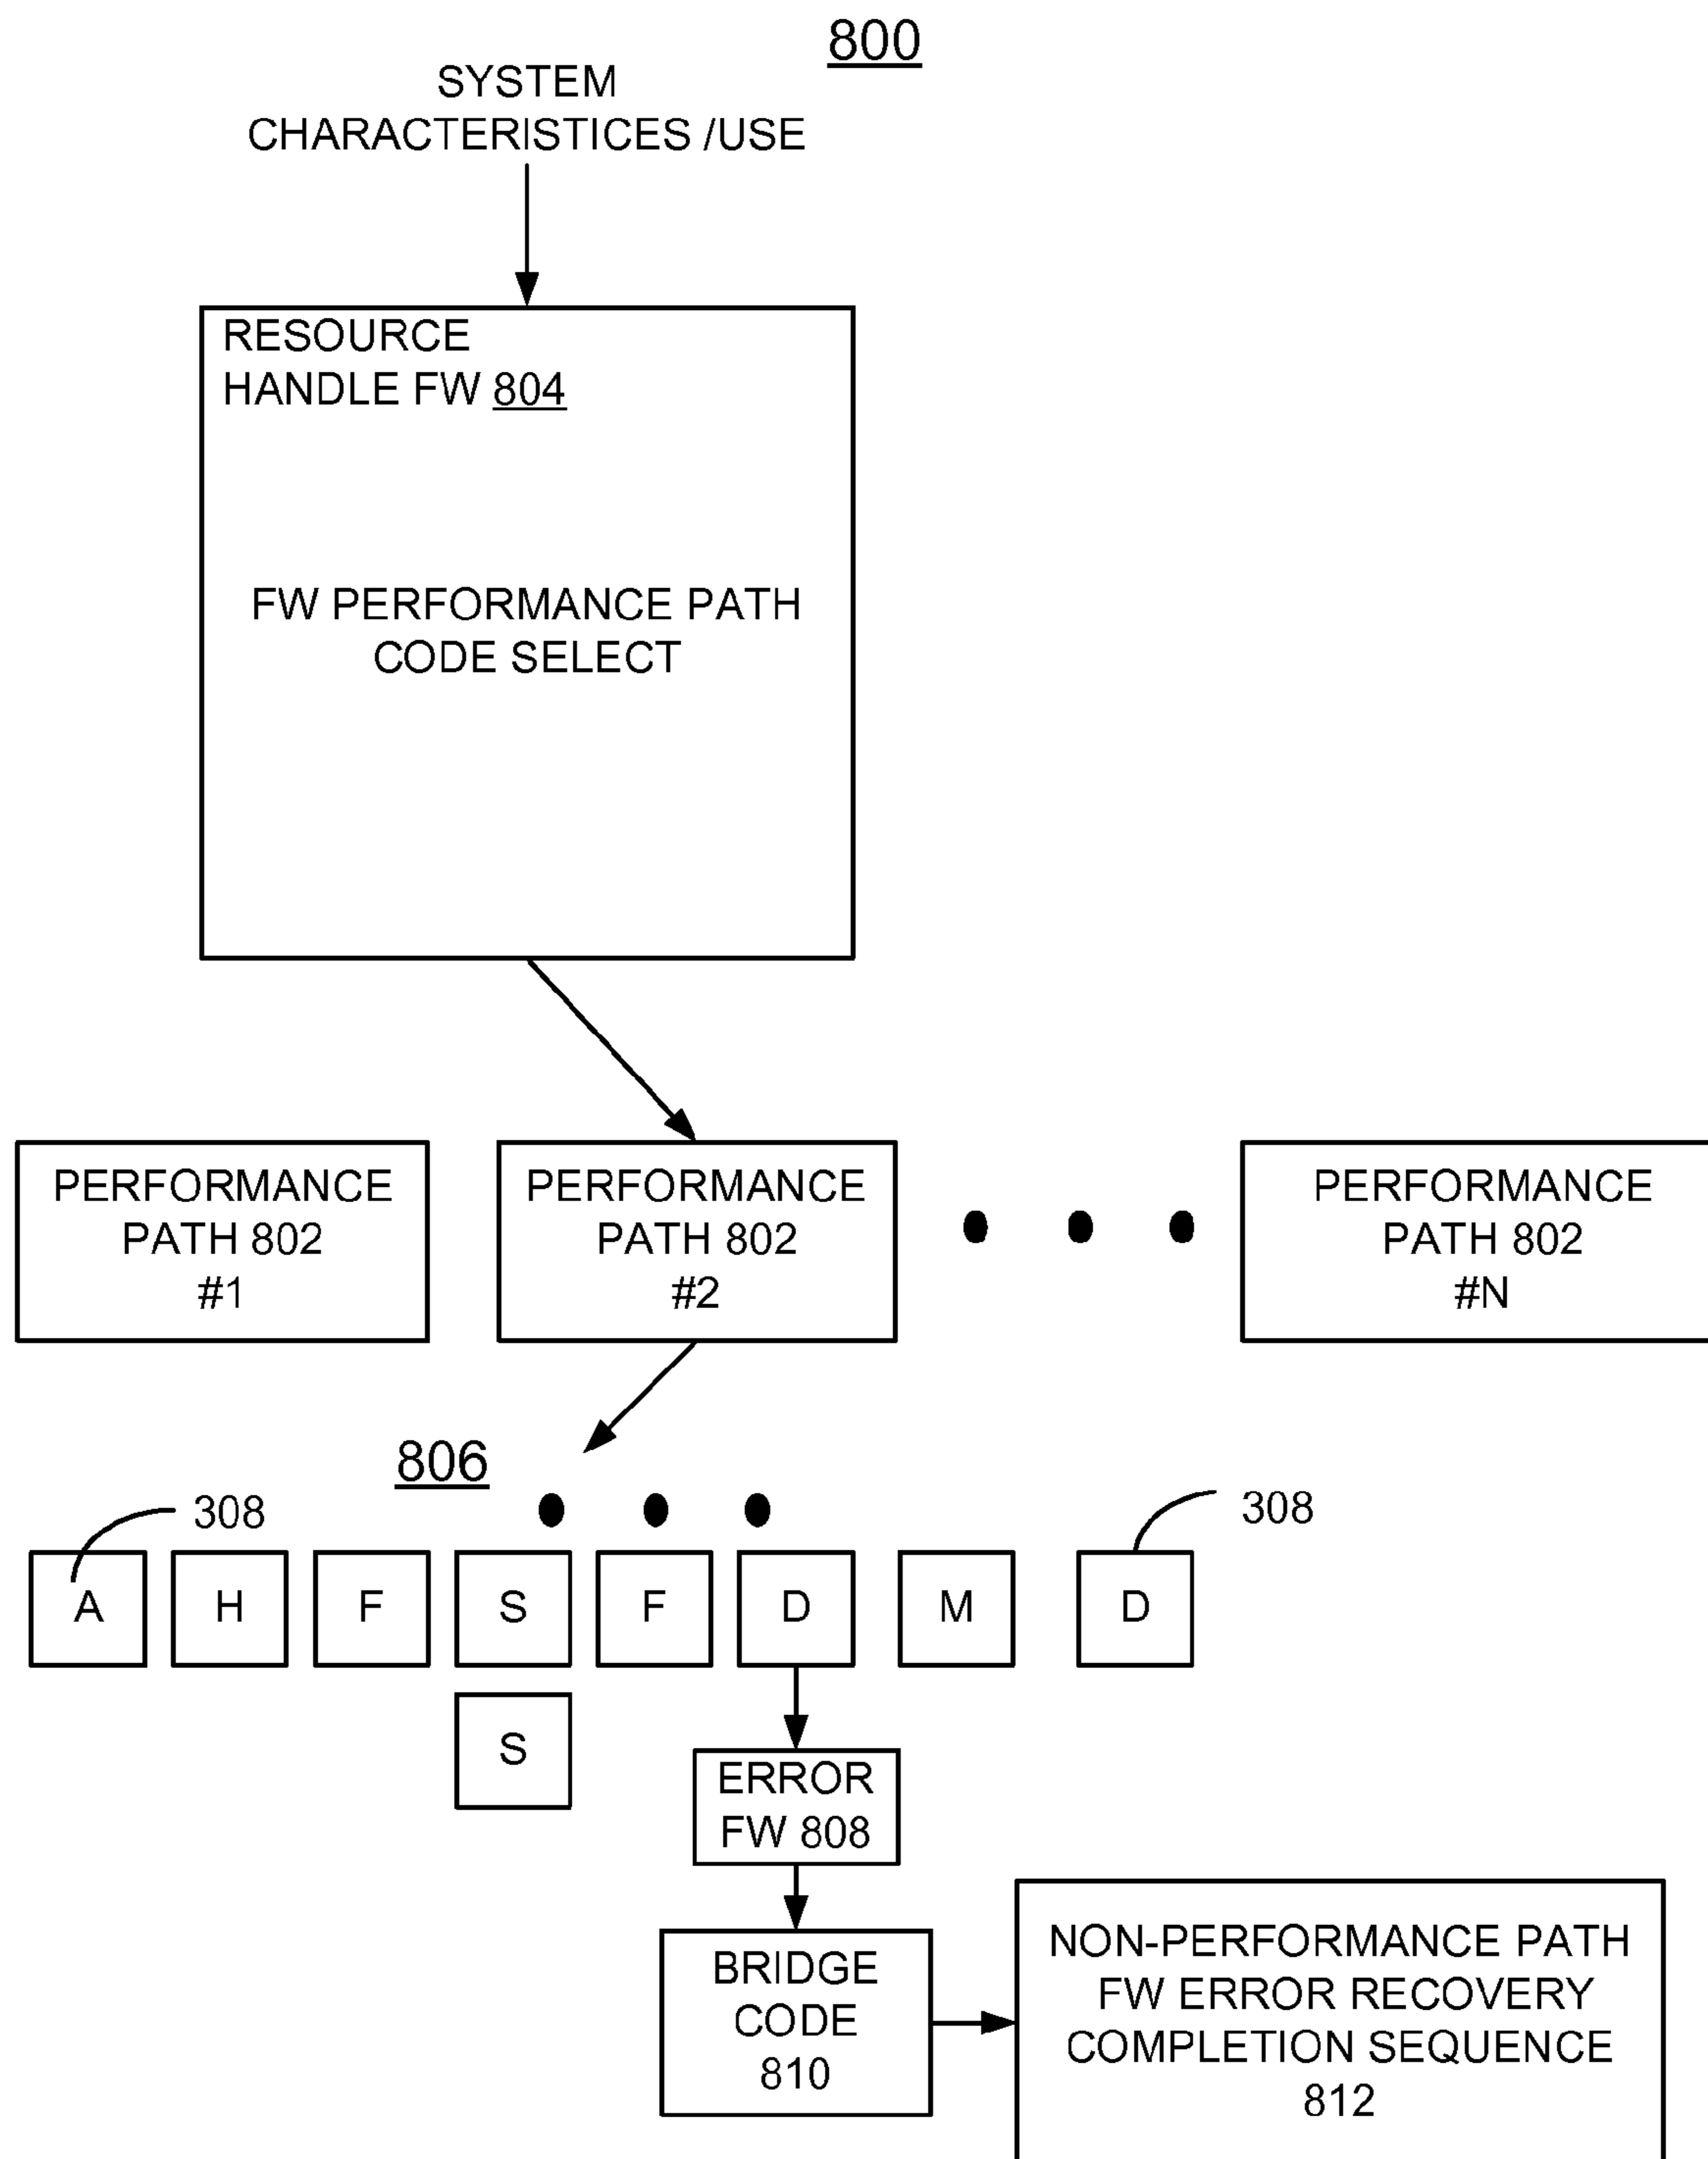 800
SYSTEM
CHARACTERISTICES /USE
RESOURCE
HANDLE FW 804
FW PERFORMANCE PATH
CODE SELECT
PERFORMANCE
PATH 802
#1
PERFORMANCE
PATH 802
#2
PERFORMANCE
PATH 802
#N
806
308
308
A H F S F D M D
S
ERROR
FW 808
BRIDGE
CODE
810
NON-PERFORMANCE PATH
FW ERROR RECOVERY
COMPLETION SEQUENCE
812